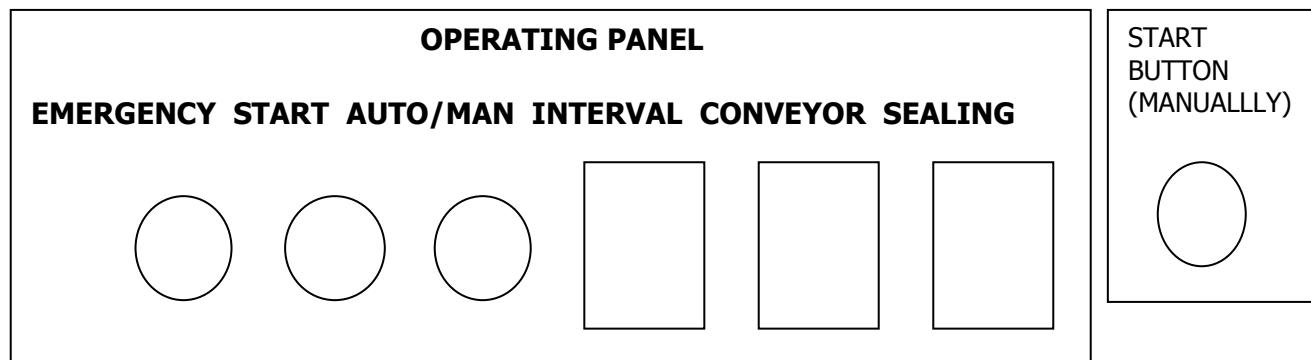 OPERATING PANEL
EMERGENCY START AUTO/MAN INTERVAL CONVEYOR SEALING
START
BUTTON
(MANUALLLY)